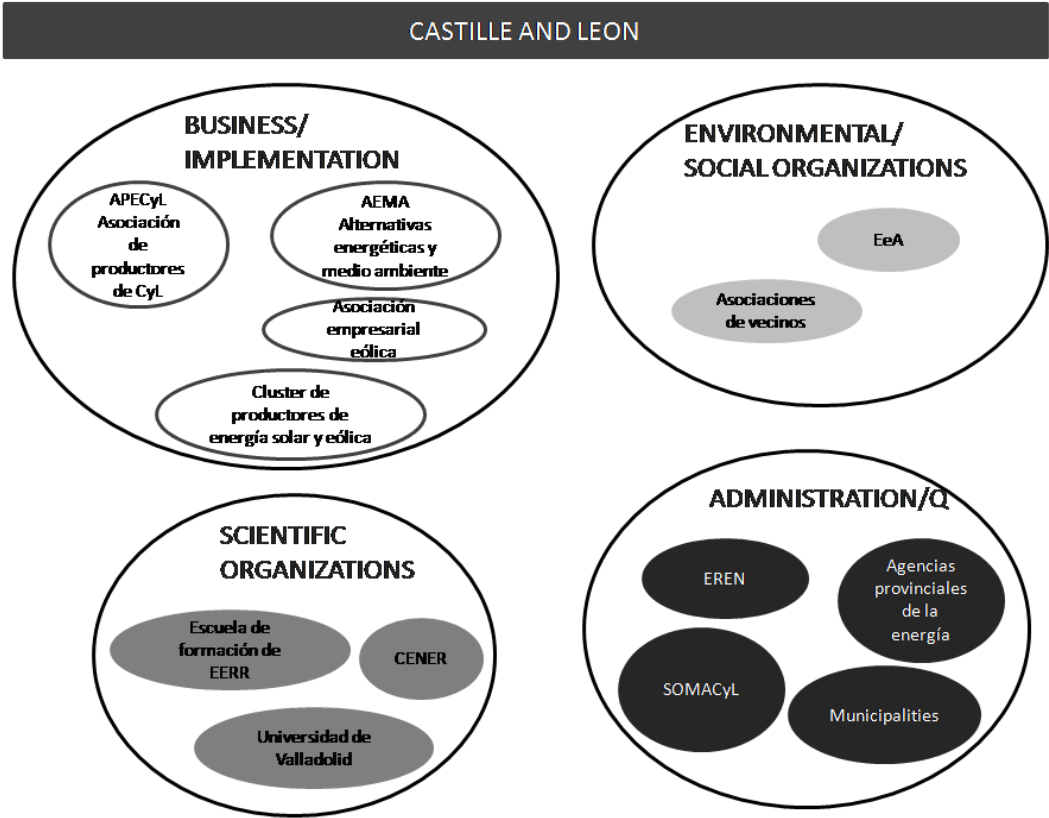 CASTILLE AND LEON
BUSINESS/
IMPLEMENTATION
APECyL
Asociación
de
productores
de CyL
AEMA
Alternativas
energéticas y
medio ambiente
Asociación
empresarial
eólica
Cluster de
productores de
energía solar y eólica
ENVIRONMENTAL/
SOCIAL ORGANIZATIONS
EeA
Asociaciones
de vecinos
SCIENTIFIC
ORGANIZATIONS
Escuela de
formación de
EERR
CENER
Universidad de
Valladolid
ADMINISTRATION/Q
EREN
Agencias
provinciales
de la
energía
SOMACyL
Municipalities